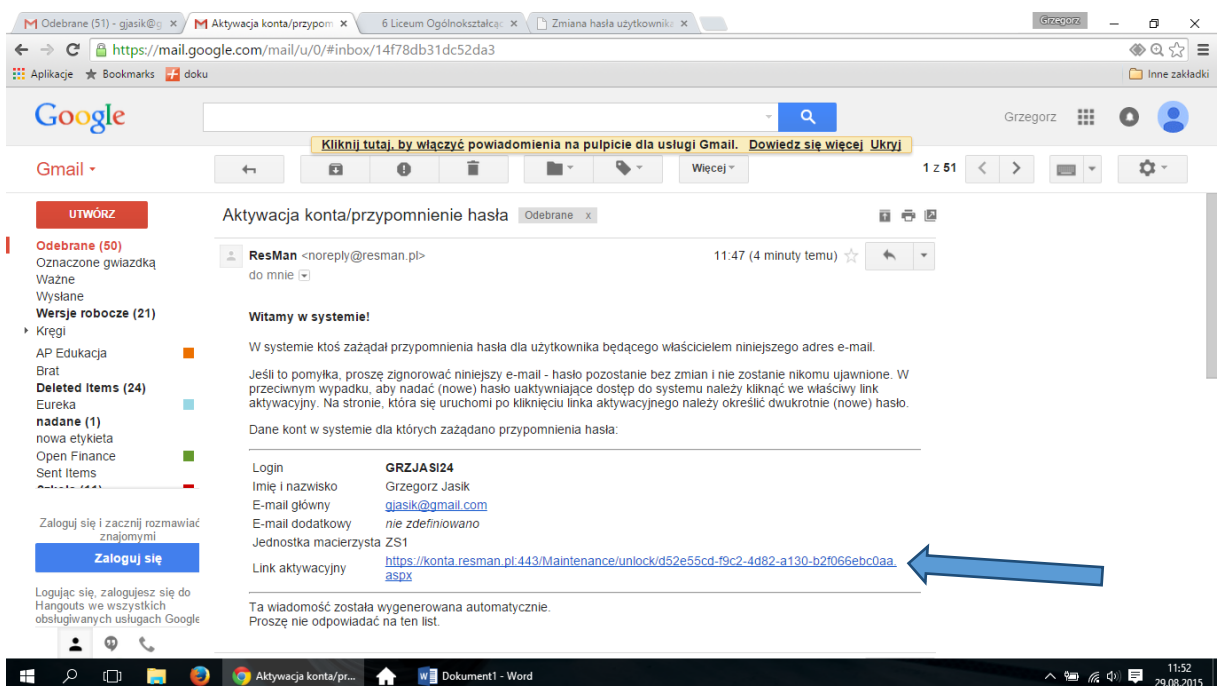 Odebrane (51) - gjasik@g
Aktywacja konta/przypom
6 Liceum Ogólnokształcąc
Zmiana hasła użytkownika
Grzegorz
https://mail.google.com/mail/u/0/#inbox/14f78db31dc52da3
Aplikacje
Bookmarks
doku
Inne zakładki
Google
Grzegorz
Kliknij tutaj, by włączyć powiadomienia na pulpicie dla usługi Gmail. Dowiedz się więcej Ukryj
Gmail
Więcej
1 z 51
UTWÓRZ
Odebrane (50)
Oznaczone gwiazdką
Ważne
Wysłane
Wersje robocze (21)
Kręgi
AP Edukacja
Brat
Deleted Items (24)
Eureka
nadane (1)
nowa etykieta
Open Finance
Sent Items
Zaloguj się i zacznij rozmawiać
znajomymi
Zaloguj się
Logując się, zalogujesz się do
Hangouts we wszystkich
obsługiwanych usługach Google
Aktywacja konta/przypomnienie hasła Odebrane x
ResMan <noreply@resman.pl>
11:47 (4 minuty temu)
do mnie
Witamy w systemie!
W systemie ktoś zażądał przypomnienia hasła dla użytkownika będącego właścicielem niniejszego adres e-mail.
Jeśli to pomyłka, proszę zignorować niniejszy e-mail - hasło pozostanie bez zmian i nie zostanie nikomu ujawnione. W
przeciwnym wypadku, aby nadać (nowe) hasło uaktywniające dostęp do systemu należy kliknąć we właściwy link
aktywacyjny. Na stronie, która się uruchomi po kliknięciu linka aktywacyjnego należy określić dwukrotnie (nowe) hasło.
Dane kont w systemie dla których zażądano przypomnienia hasła:
Login GRZJASI24
Imię i nazwisko Grzegorz Jasik
E-mail główny gjasik@gmail.com
E-mail dodatkowy nie zdefiniowano
Jednostka macierzysta ZS1
Link aktywacyjny https://konta.resman.pl:443/Maintenance/unlock/d52e55cd-f9c2-4d82-a130-b2f066ebc0aa.
aspx
Ta wiadomość została wygenerowana automatycznie.
Proszę nie odpowiadać na ten list.
Aktywacja konta/pr...
Dokument1 - Word
11:52
29.08.2015